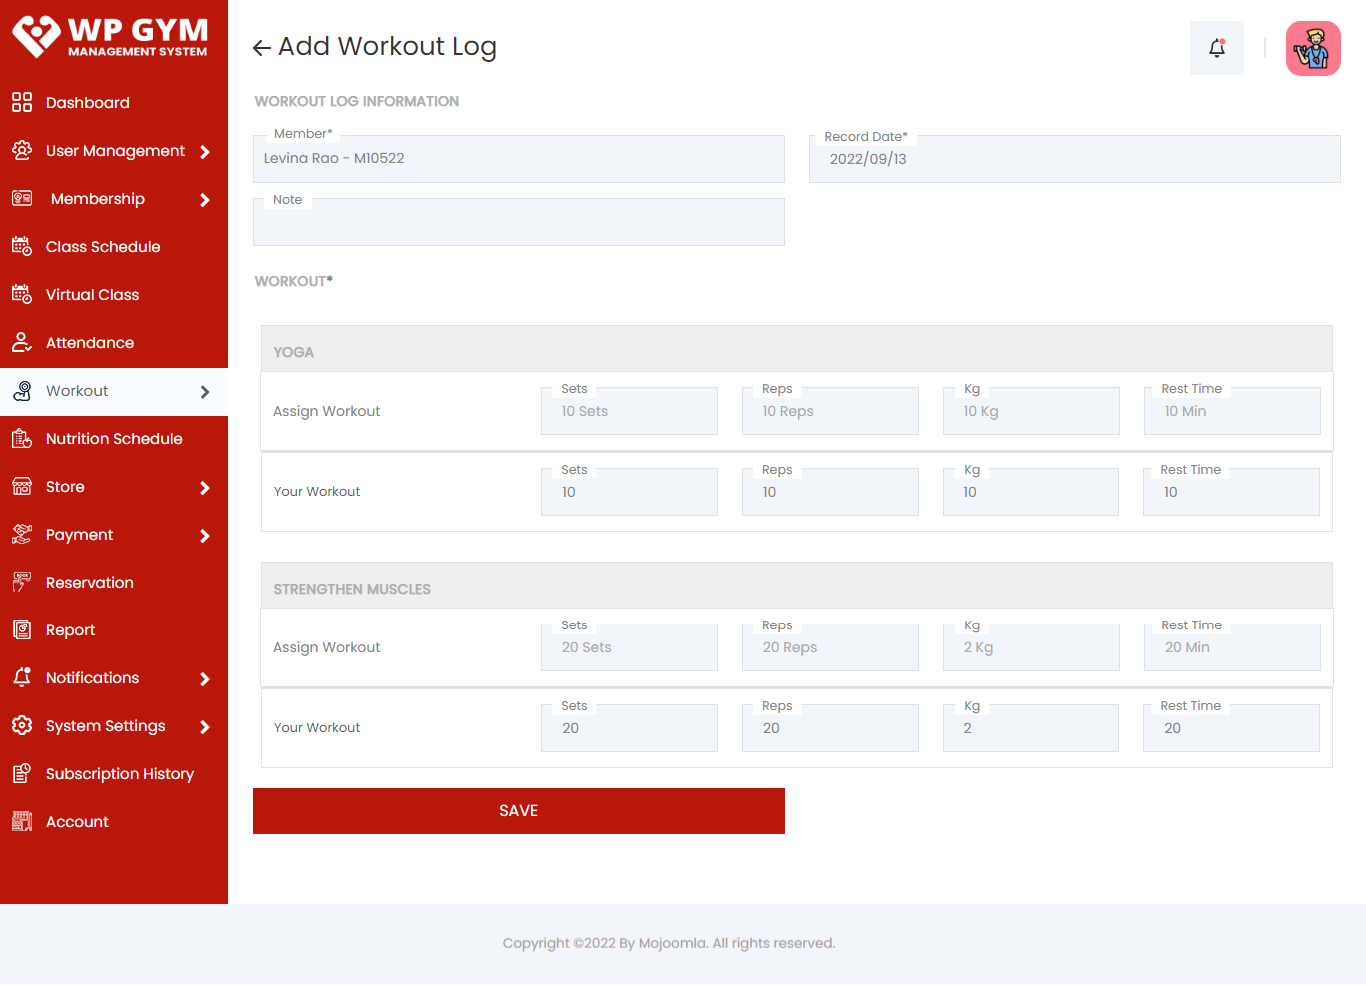 WP GYM
MANAGEMENT SYSTEM
Dashboard
User Management
Membership
Class Schedule
Virtual Class
Attendance
Workout
Nutrition Schedule
Store
Payment
Reservation
Report
Notifications
System Settings
Subscription History
Account
Add Workout Log
WORKOUT LOG INFORMATION
Member*
Levina Rao - M10522
Record Date*
2022/09/13
Note
WORKOUT*
YOGA
Assign Workout
Sets
10 Sets
Reps
10 Reps
Kg
10 Kg
Rest Time
10 Min
Your Workout
Sets
10
Reps
10
Kg
10
Rest Time
10
STRENGTHEN MUSCLES
Assign Workout
Sets
20 Sets
Reps
20 Reps
Kg
2 Kg
Rest Time
20 Min
Your Workout
Sets
20
Reps
20
Kg
2
Rest Time
20
SAVE
Copyright ©2022 By Mojoomla. All rights reserved.